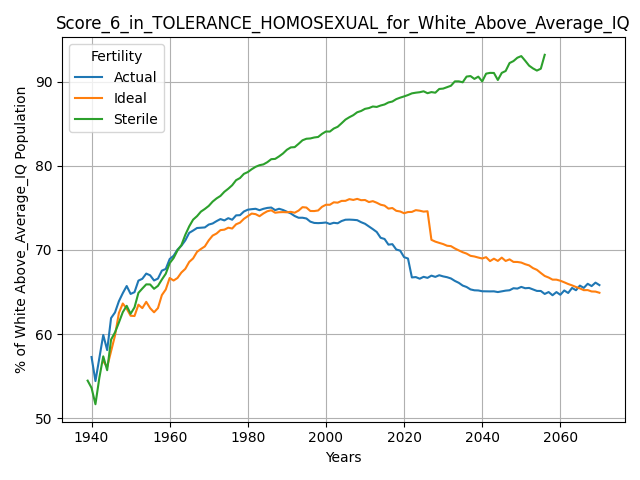 Score_6_in_TOLERANCE_HOMOSEXUAL_for_White_Above_Average_IQ
Fertility
Actual
Ideal
Sterile
% of White Above_Average_IQ Population
90
80
70
60
50
1940 1960 1980 2000 2020 2040 2060
Years